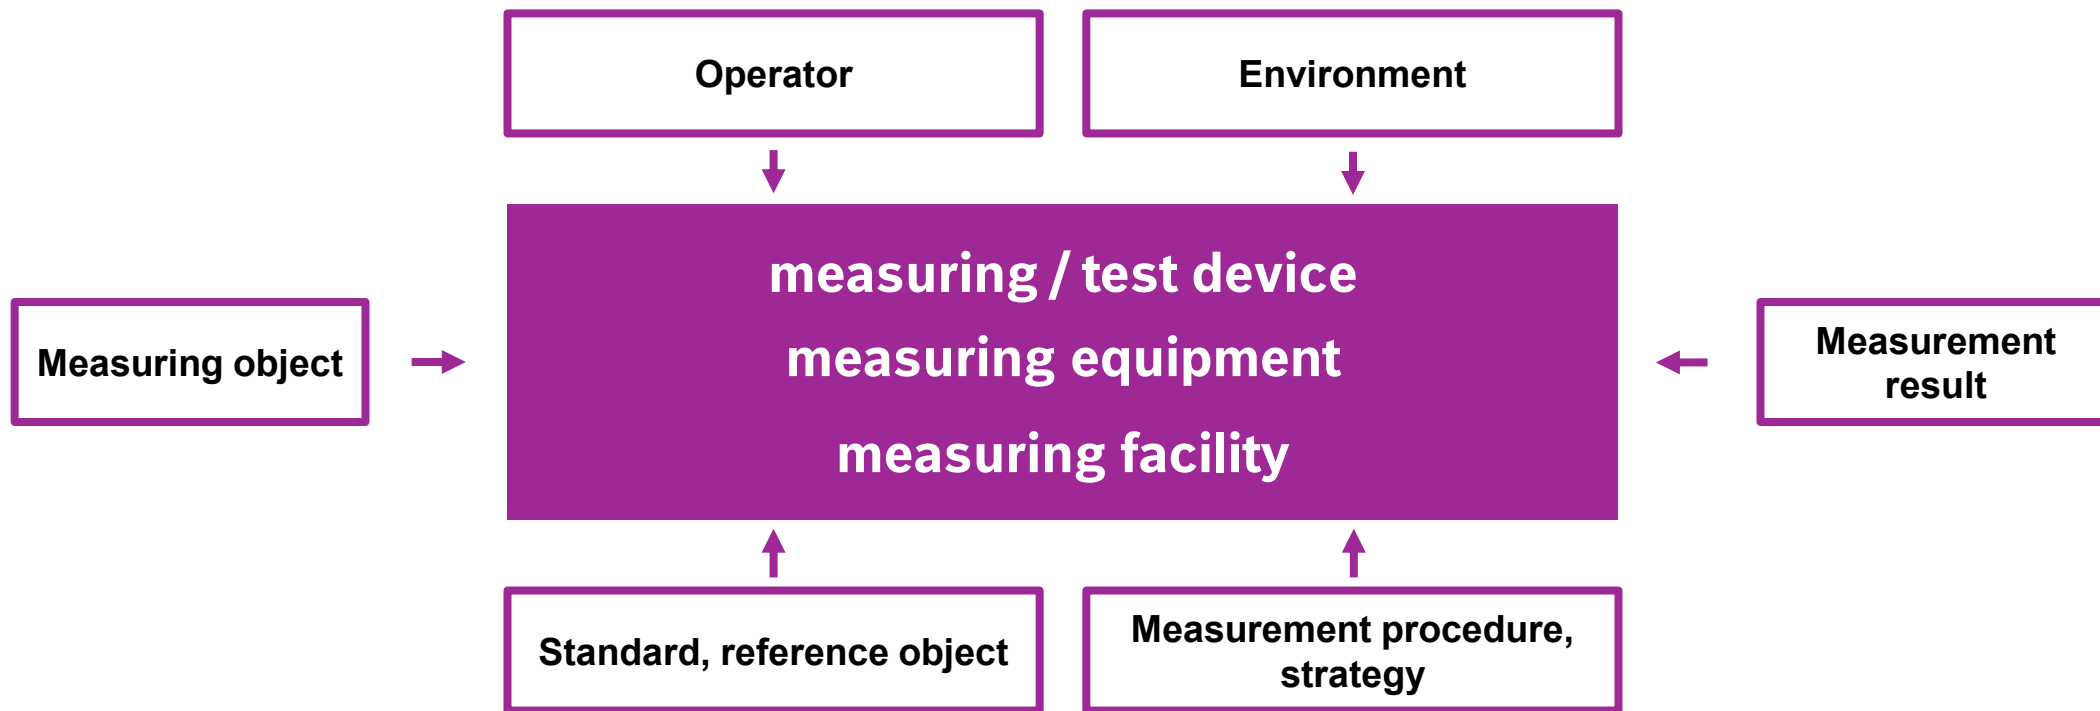 Operator
Environment
measuring / test device
measuring equipment
measuring facility
Measuring object
Measurement
result
Standard, reference object
Measurement procedure,
strategy